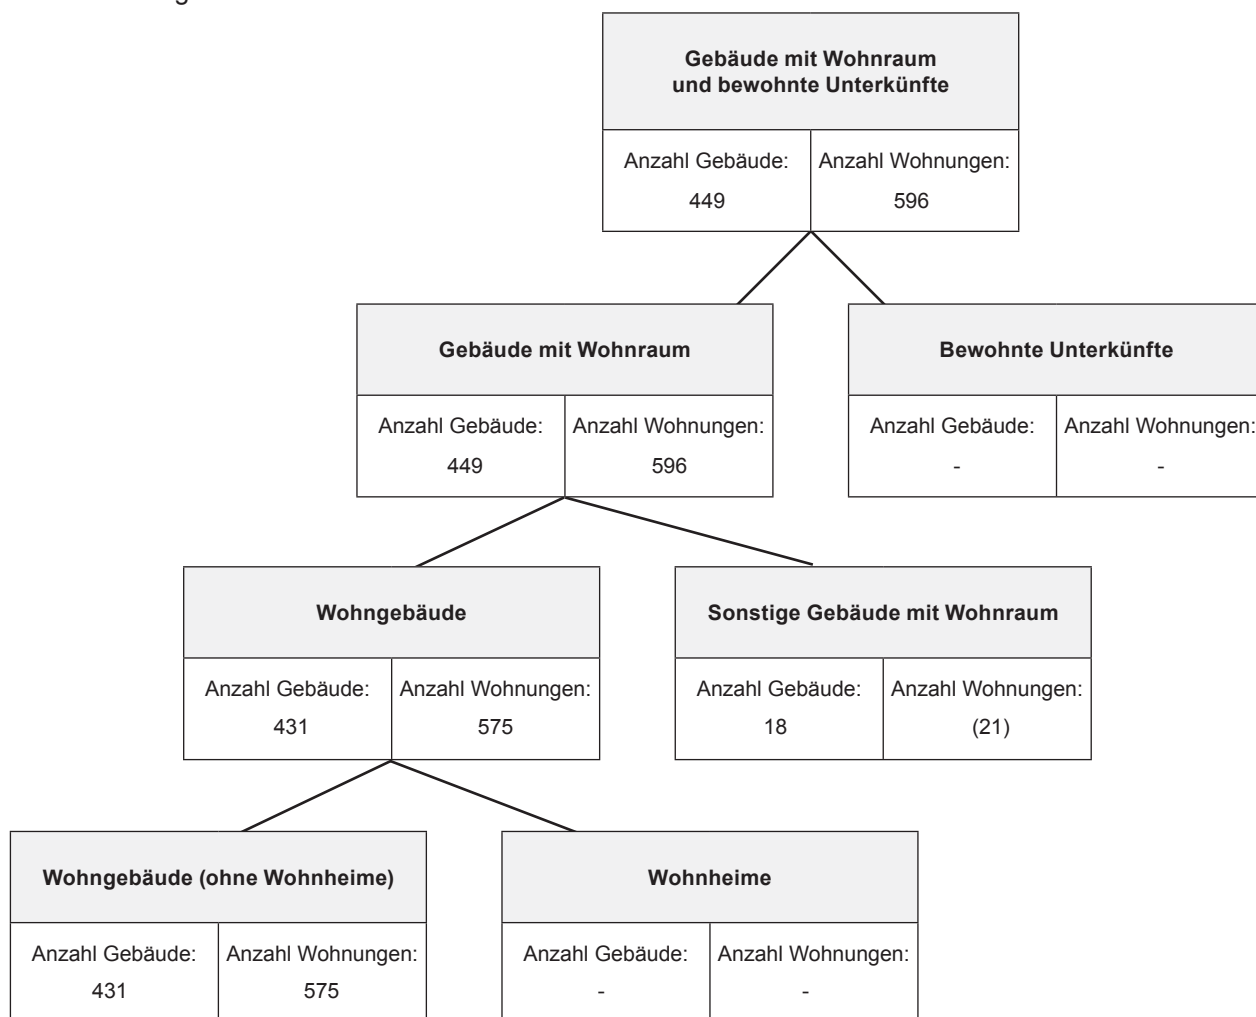 Gebäude mit Wohnraum
und bewohnte Unterkünfte
Anzahl Gebäude: Anzahl Wohnungen:
449 596
Gebäude mit Wohnraum
Anzahl Gebäude: Anzahl Wohnungen:
449 596
Bewohnte Unterkünfte
Anzahl Gebäude: Anzahl Wohnungen:
- -
Wohngebäude
Anzahl Gebäude: Anzahl Wohnungen:
431 575
Sonstige Gebäude mit Wohnraum
Anzahl Gebäude: Anzahl Wohnungen:
18 (21)
Wohngebäude (ohne Wohnheime)
Anzahl Gebäude: Anzahl Wohnungen:
431 575
Wohnheime
Anzahl Gebäude: Anzahl Wohnungen:
- -